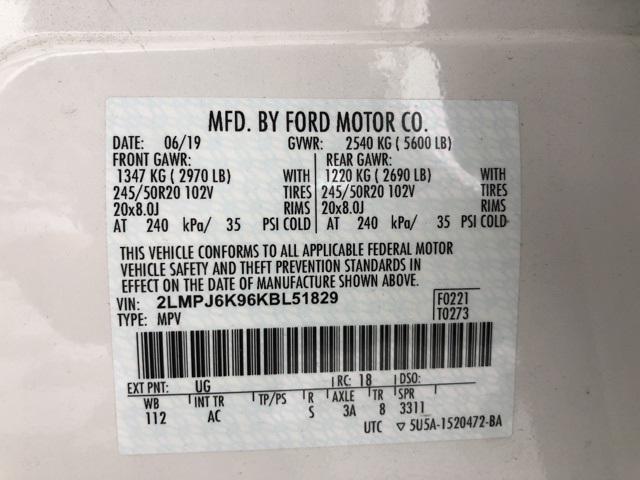 MFD. BY FORD MOTOR CO.
DATE: 06/19 GVWR: 2540 KG ( 5600 LB)
FRONT GAWR: REAR GAWR:
1347 KG ( 2970 LB) WITH 1220 KG ( 2690 LB) WITH
245/50R20 102V TIRES 245/50R20 102V TIRES
20x8.0J RIMS 20x8.0J RIMS
AT 240 kPa/ 35 PSI COLD AT 240 kPa/ 35 PSI COLD
THIS VEHICLE CONFORMS TO ALL APPLICABLE FEDERAL MOTOR
VEHICLE SAFETY AND THEFT PREVENTION STANDARDS IN
EFFECT ON THE DATE OF MANUFACTURE SHOWN ABOVE.
VIN: 2LMPJ6K96KBL51829 F0221
TYPE: MPV T0273
EXT PNT: UG RC: 18 DSO:
WB INT TR TP/PS R AXLE TR SPR
112 AC S 3A 8 3311
UTC ▽ 5U5A-1520472-BA